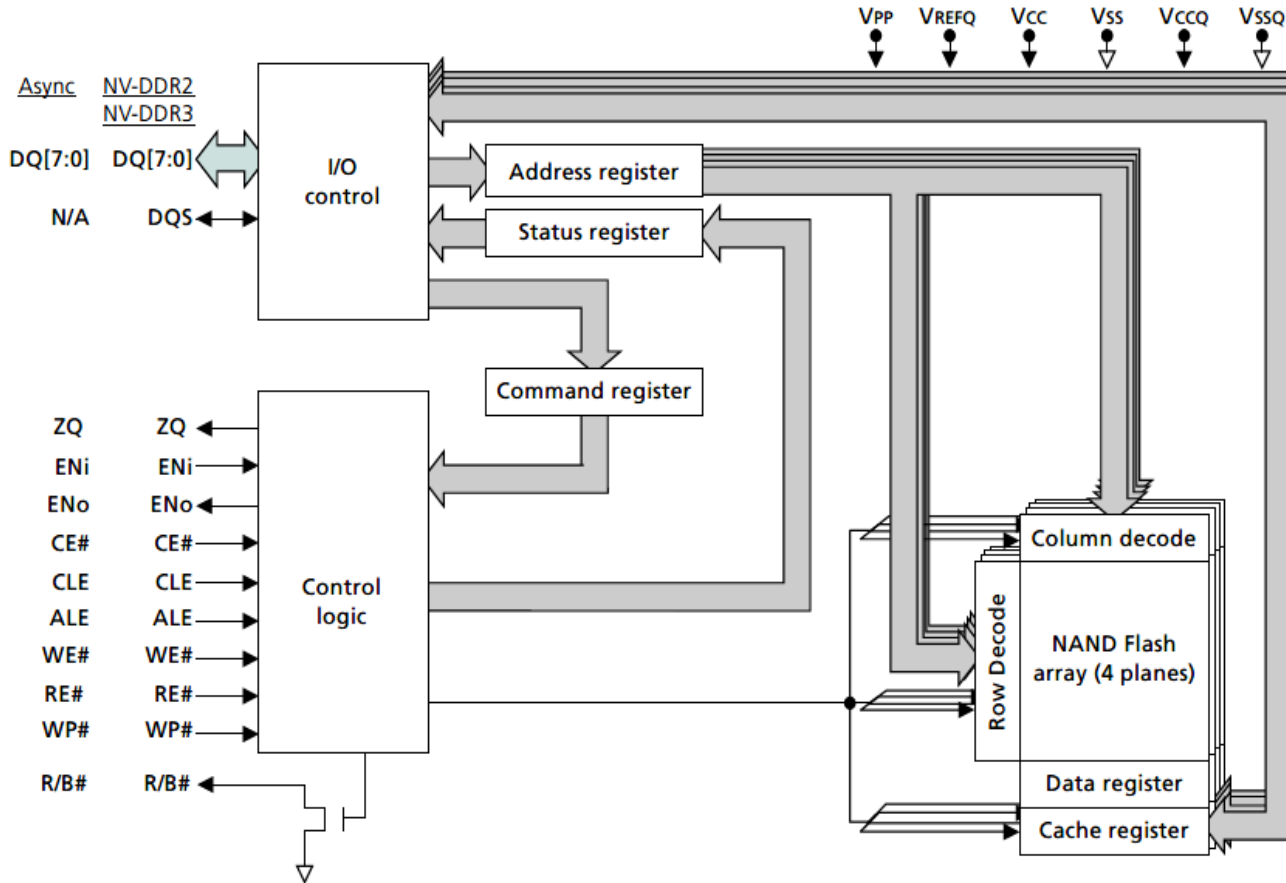 VPP VREFQ VCC VSS VCCQ VSSQ
Async NV-DDR2
NV-DDR3
DQ[7:0] DQ[7:0]
N/A DQS
I/O
control
Address register
Status register
Command register
ZQ ZQ
ENi ENi
ENo ENo
CE# CE#
CLE CLE
ALE ALE
WE# WE#
RE# RE#
WP# WP#
R/B# R/B#
Control
logic
Column decode
Row Decode
NAND Flash
array (4 planes)
Data register
Cache register